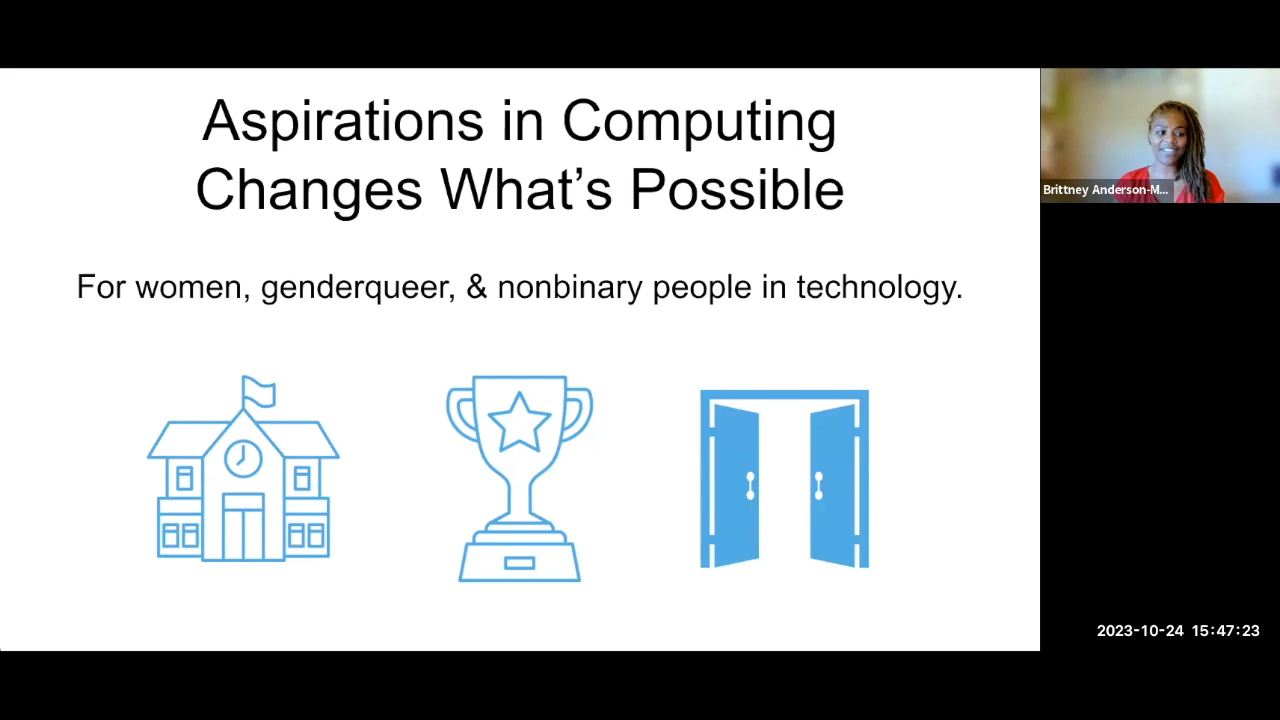 Aspirations in Computing
Changes What’s Possible
For women, genderqueer, & nonbinary people in technology.
Brittney Anderson-M...
2023-10-24 15:47:23